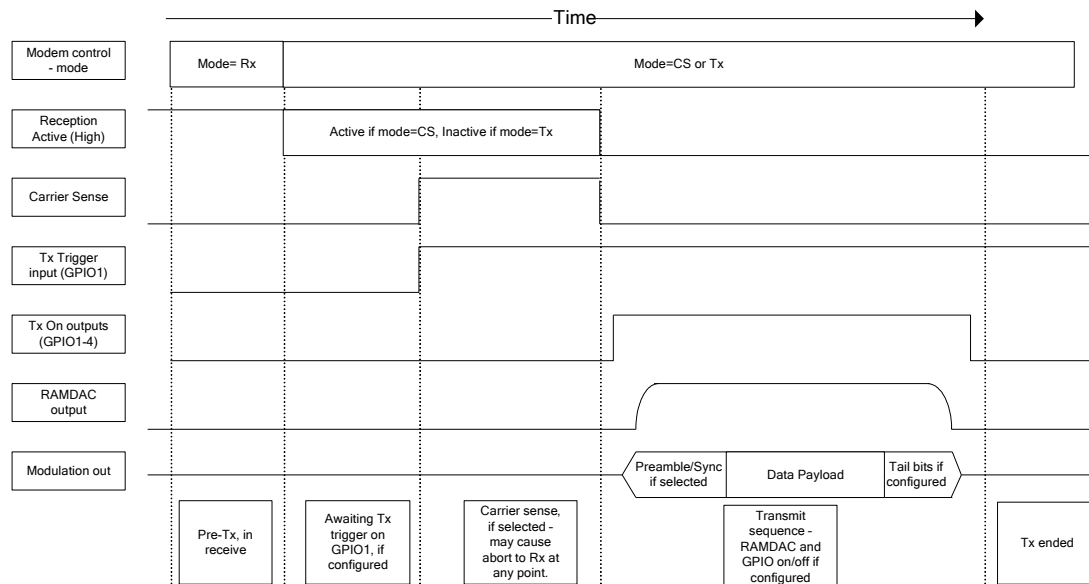 Time
Modem control
- mode
Mode= Rx
Mode=CS or Tx
Reception
Active (High)
Active if mode=CS, Inactive if mode=Tx
Carrier Sense
Tx Trigger
input (GPIO1)
Tx On outputs
(GPIO1-4)
RAMDAC
output
Modulation out
Preamble/Sync
if selected
Data Payload
Tail bits if
configured
Pre-Tx, in
receive
Awaiting Tx
trigger on
GPIO1, if
configured
Carrier sense,
if selected –
may cause
abort to Rx at
any point.
Transmit
sequence –
RAMDAC and
GPIO on/off if
configured
Tx ended